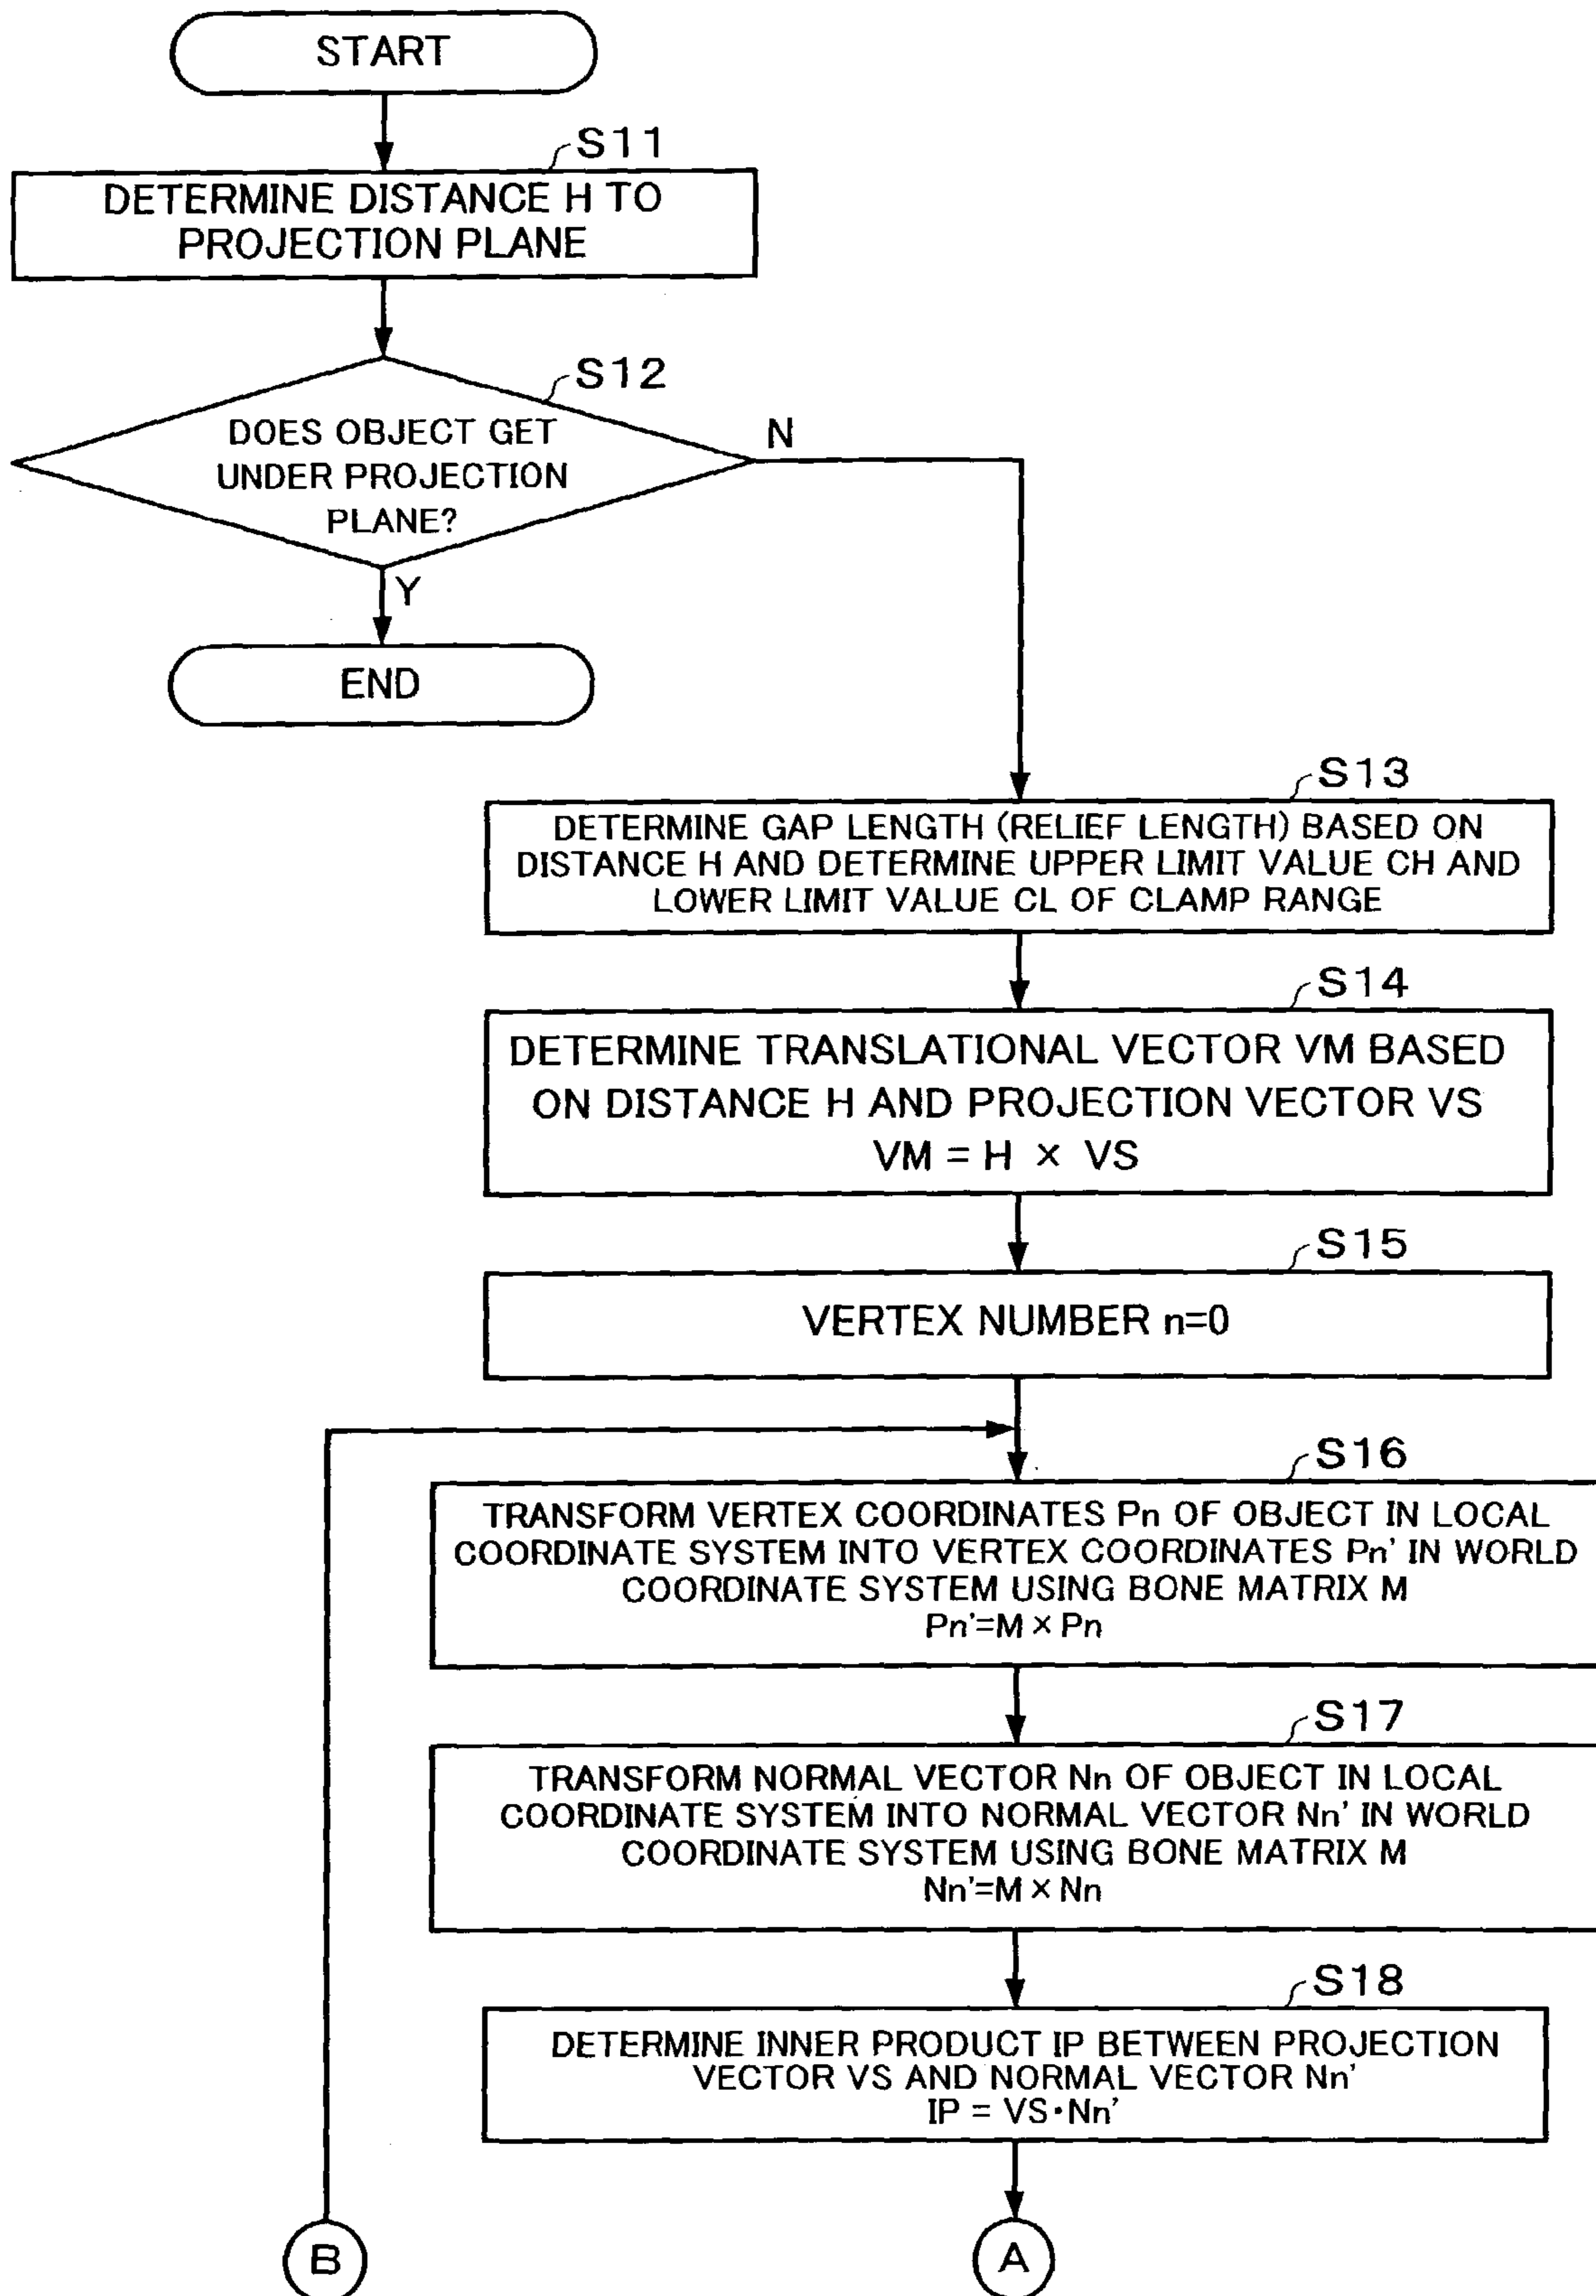 START
S11
DETERMINE DISTANCE H TO
PROJECTION PLANE
S12
DOES OBJECT GET
UNDER PROJECTION
PLANE?
N
Y
END
S13
DETERMINE GAP LENGTH (RELIEF LENGTH) BASED ON
DISTANCE H AND DETERMINE UPPER LIMIT VALUE CH AND
LOWER LIMIT VALUE CL OF CLAMP RANGE
S14
DETERMINE TRANSLATIONAL VECTOR VM BASED
ON DISTANCE H AND PROJECTION VECTOR VS
VM = H × VS
S15
VERTEX NUMBER n=0
S16
TRANSFORM VERTEX COORDINATES Pn OF OBJECT IN LOCAL
COORDINATE SYSTEM INTO VERTEX COORDINATES Pn' IN WORLD
COORDINATE SYSTEM USING BONE MATRIX M
Pn'=M × Pn
S17
TRANSFORM NORMAL VECTOR Nn OF OBJECT IN LOCAL
COORDINATE SYSTEM INTO NORMAL VECTOR Nn' IN WORLD
COORDINATE SYSTEM USING BONE MATRIX M
Nn'=M × Nn
S18
DETERMINE INNER PRODUCT IP BETWEEN PROJECTION
VECTOR VS AND NORMAL VECTOR Nn'
IP = VS·Nn'
B
A